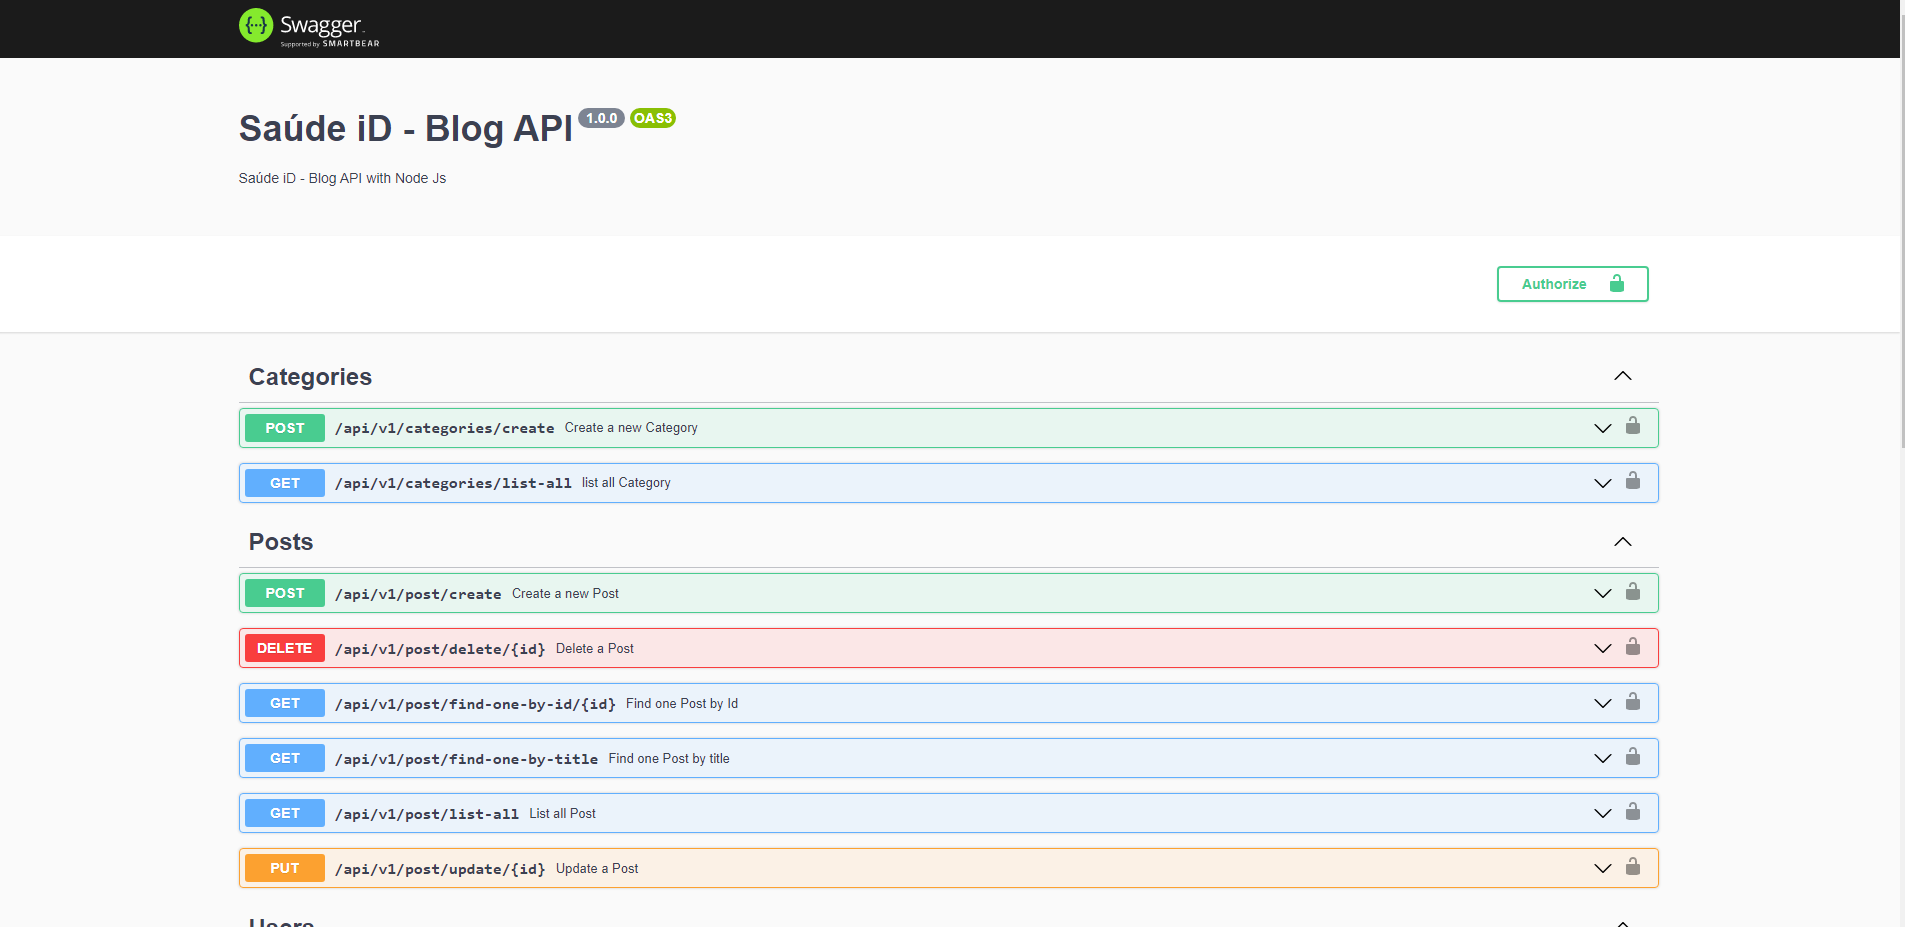 Swagger
Supported by SMARTBEAR
Saúde iD - Blog API 1.0.0 OAS3
Saúde iD - Blog API with Node Js
Authorize
Categories
POST /api/v1/categories/create Create a new Category
GET /api/v1/categories/list-all list all Category
Posts
POST /api/v1/post/create Create a new Post
DELETE /api/v1/post/delete/{id} Delete a Post
GET /api/v1/post/find-one-by-id/{id} Find one Post by Id
GET /api/v1/post/find-one-by-title Find one Post by title
GET /api/v1/post/list-all List all Post
PUT /api/v1/post/update/{id} Update a Post
Users